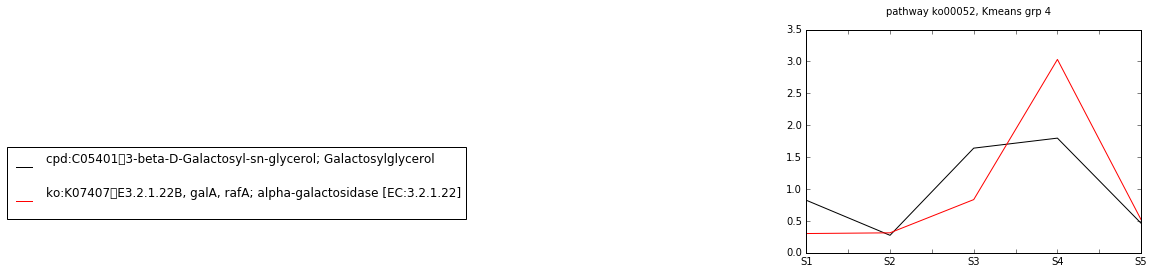 pathway ko00052, Kmeans grp 4
3.5
3.0
2.5
2.0
1.5
1.0
0.5
0.0
S1 S2 S3 S4 S5
cpd:C05401▯3-beta-D-Galactosyl-sn-glycerol; Galactosylglycerol
ko:K07407▯E3.2.1.22B, galA, rafA; alpha-galactosidase [EC:3.2.1.22]